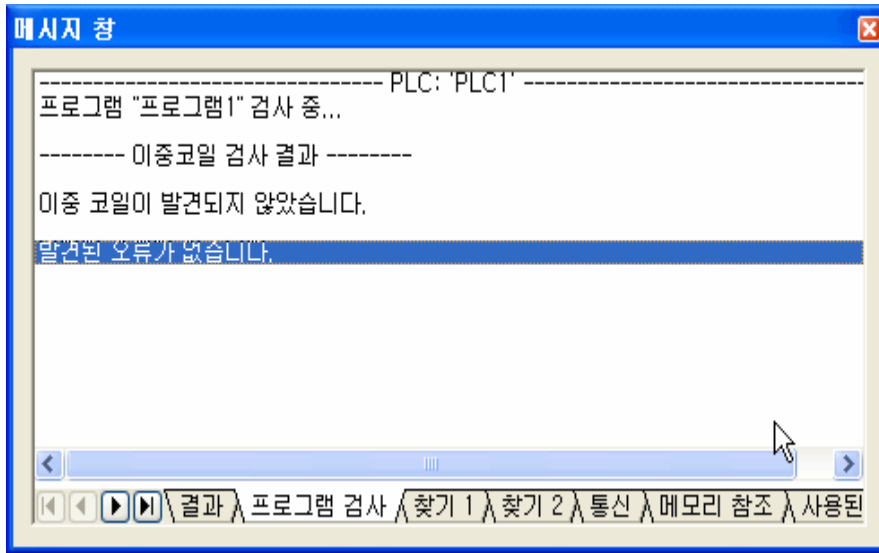 메시지 창
-------------------------------- PLC: 'PLC1' --------------------------------
프로그램 "프로그램1" 검사 중...
-------- 이중코일 검사 결과 --------
이중 코일이 발견되지 않았습니다.
발견된 오류가 없습니다.
결과 프로그램 검사 찾기 1 찾기 2 통신 메모리 참조 사용된